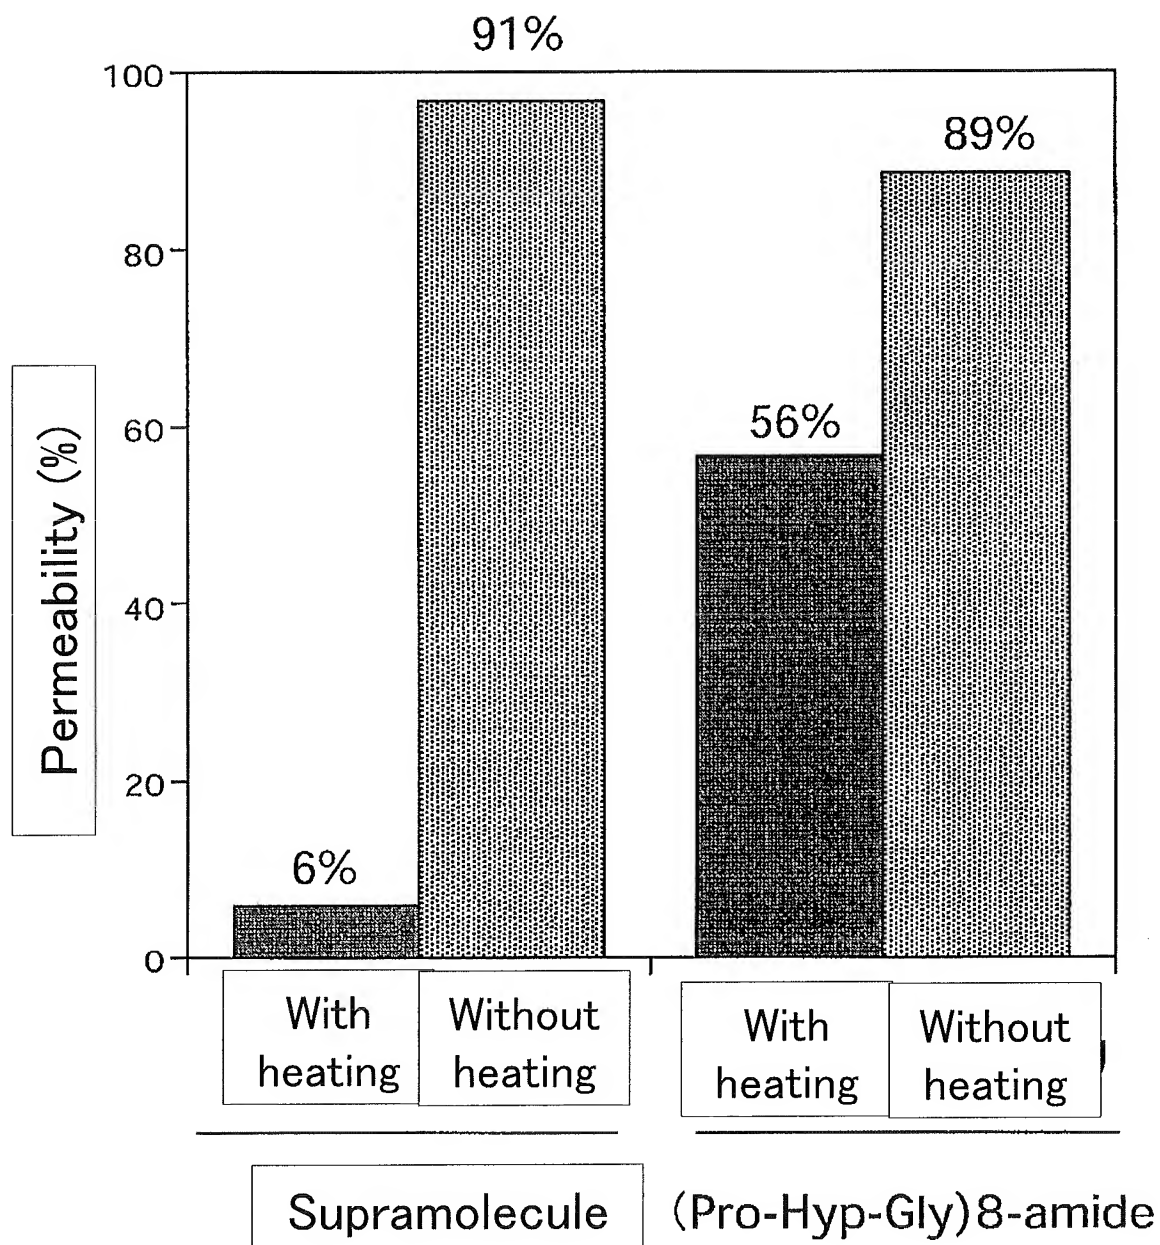 91%
100
89%
80
56%
60
Permeability (%)
40
20
6%
0
With
heating
Without
heating
With
heating
Without
heating
Supramolecule
(Pro-Hyp-Gly)8-amide